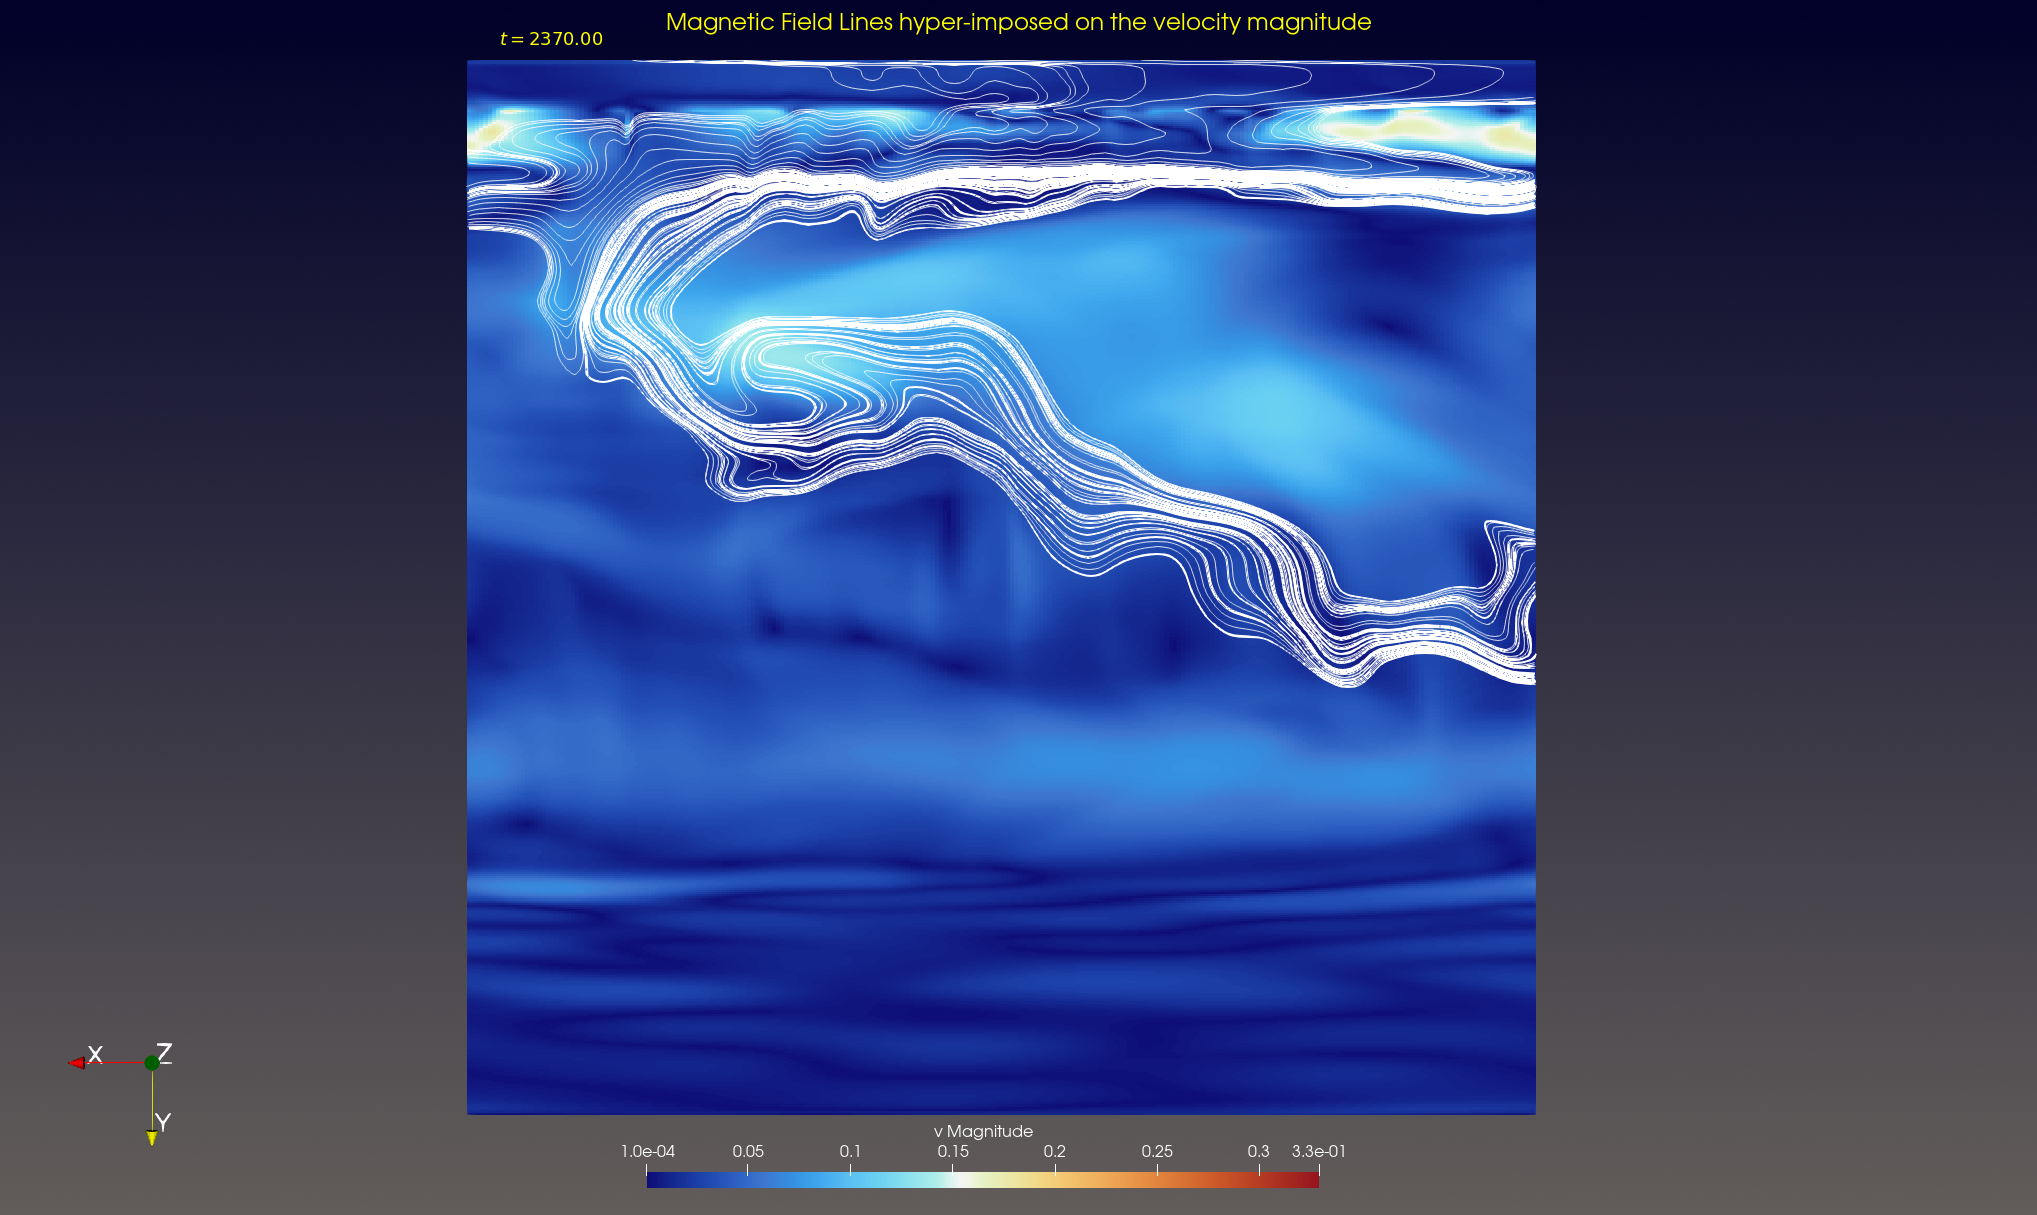 Magnetic Field Lines hyper-imposed on the velocity magnitude
t = 2370.00
X Z
Y
v Magnitude
1.0e-04 0.05 0.1 0.15 0.2 0.25 0.3 3.3e-01